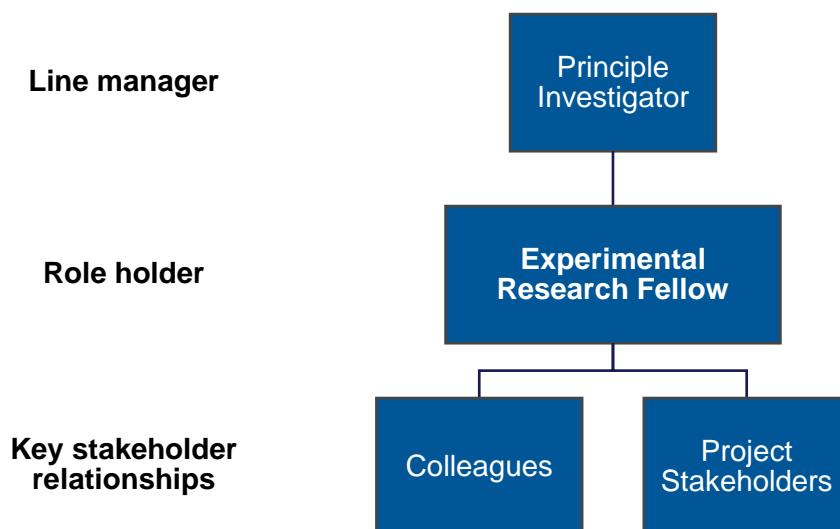 Line manager
Principle
Investigator
Role holder
Experimental
Research Fellow
Key stakeholder
relationships
Colleagues
Project
Stakeholders